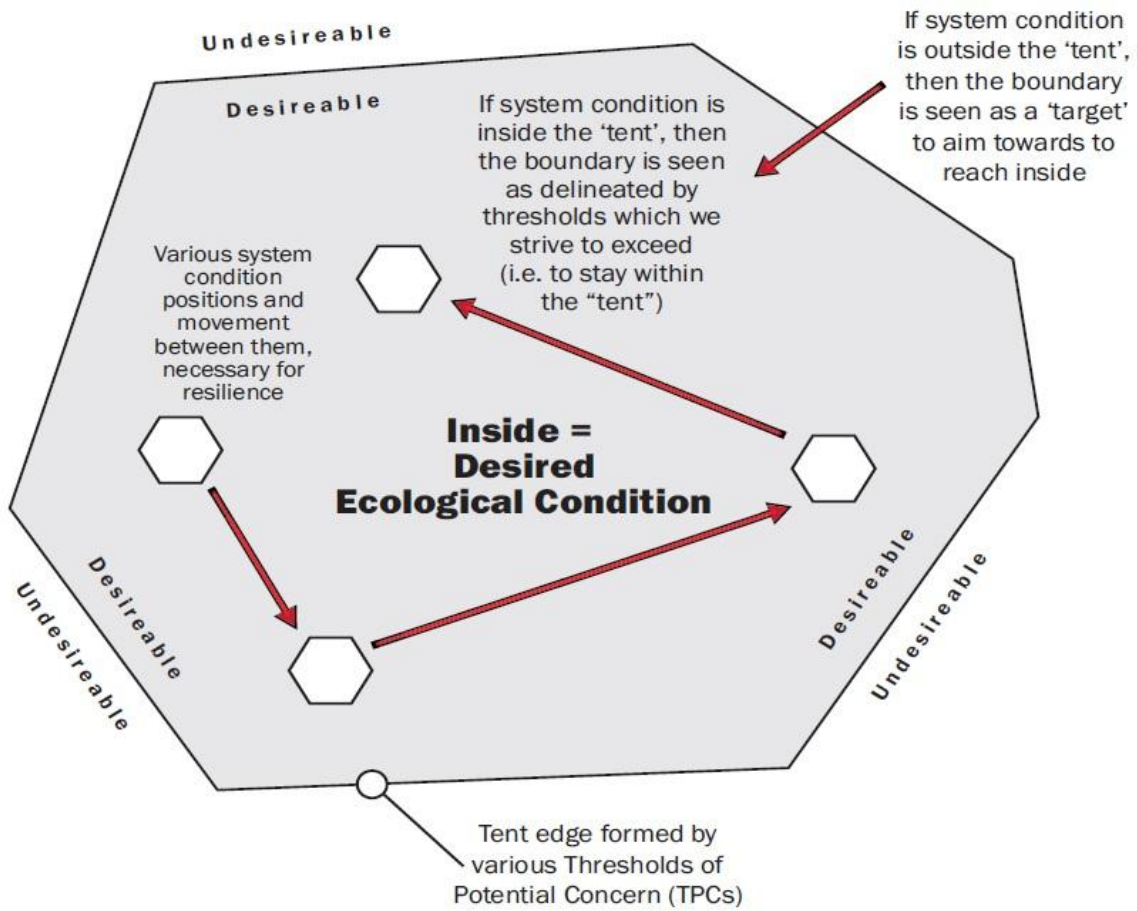 Undesireable
Desireable
If system condition
is outside the ‘tent’,
then the boundary
is seen as a ‘target’
to aim towards to
reach inside
If system condition is
inside the ‘tent’, then
the boundary is seen
as delineated by
thresholds which we
strive to exceed
(i.e. to stay within
the “tent”)
Various system
condition
positions and
movement
between them,
necessary for
resilience
Inside =
Desired
Ecological Condition
Desireable
Undesireable
Desireable
Undesireable
Tent edge formed by
various Thresholds of
Potential Concern (TPCs)